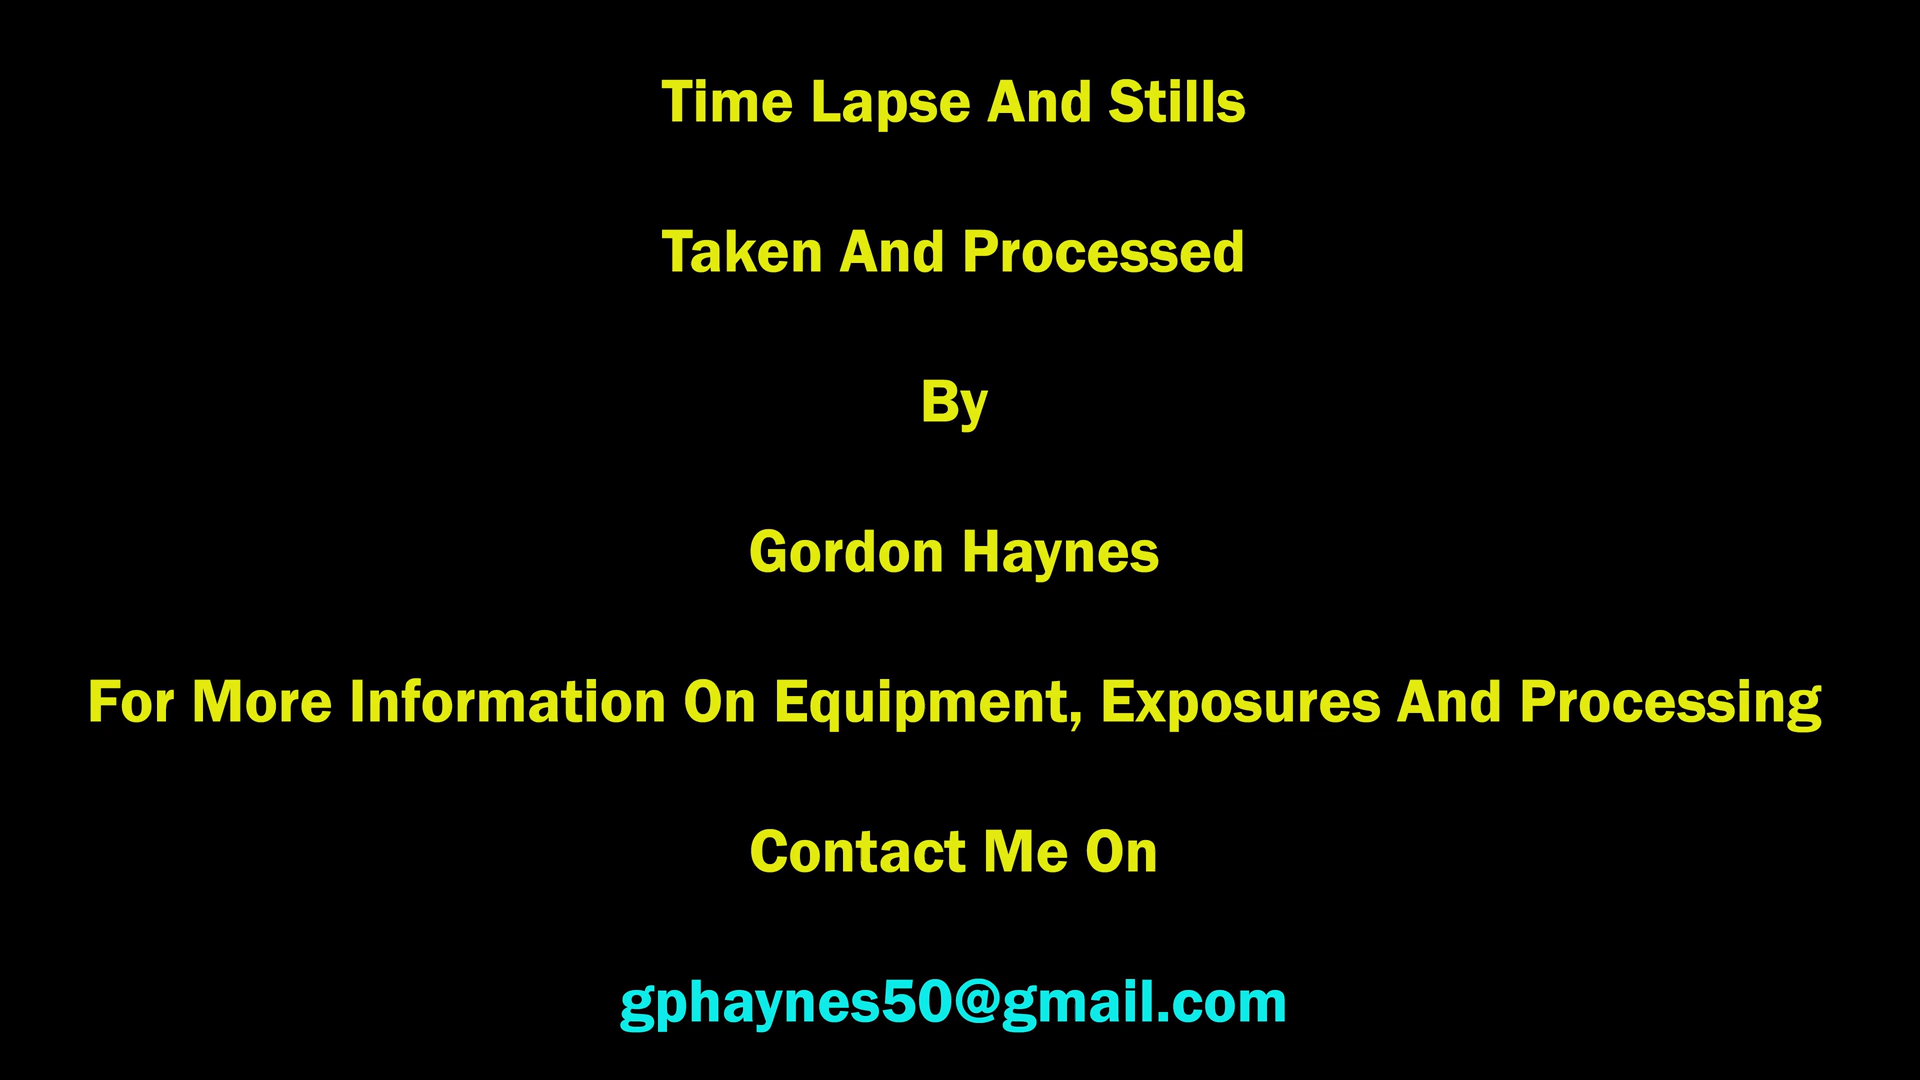 Time Lapse And Stills
Taken And Processed
By
Gordon Haynes
For More Information On Equipment, Exposures And Processing
Contact Me On
gphaynes50@gmail.com